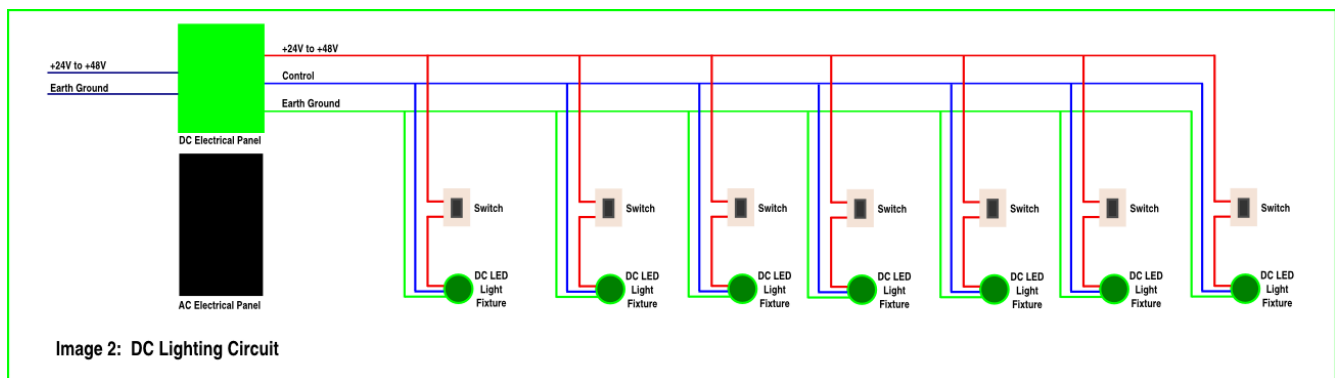 +24V to +48V
+24V to +48V
Control
Earth Ground
Earth Ground
DC Electrical Panel
Switch
Switch
Switch
Switch
Switch
Switch
Switch
DC LED
Light
Fixture
DC LED
Light
Fixture
DC LED
Light
Fixture
DC LED
Light
Fixture
DC LED
Light
Fixture
DC LED
Light
Fixture
DC LED
Light
Fixture
AC Electrical Panel
Image 2: DC Lighting Circuit